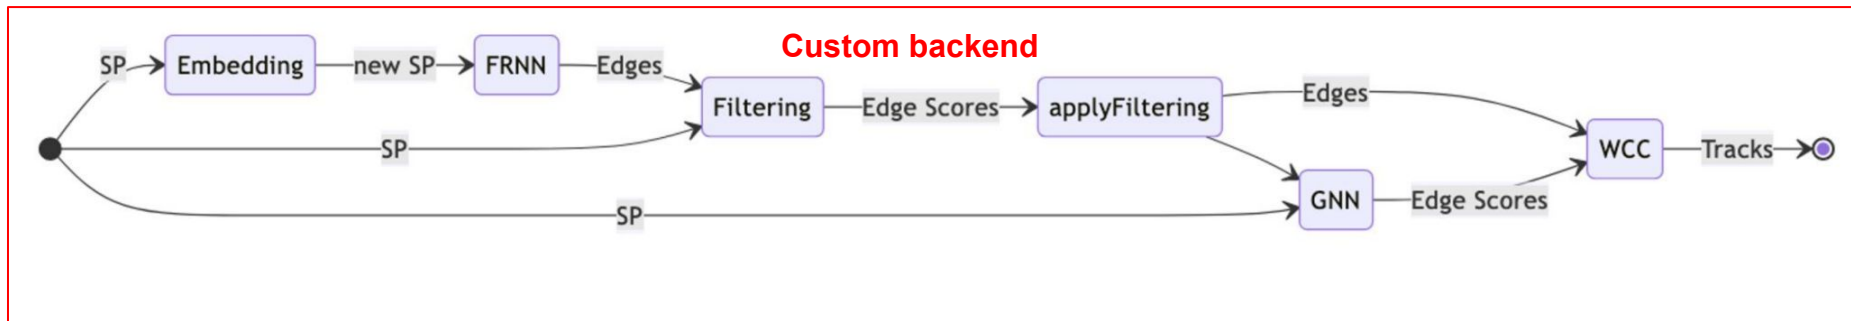 Custom backend
SP
Embedding
new SP
FRNN
Edges
Filtering
Edge Scores
applyFiltering
Edges
SP
WCC
Tracks
SP
GNN
Edge Scores